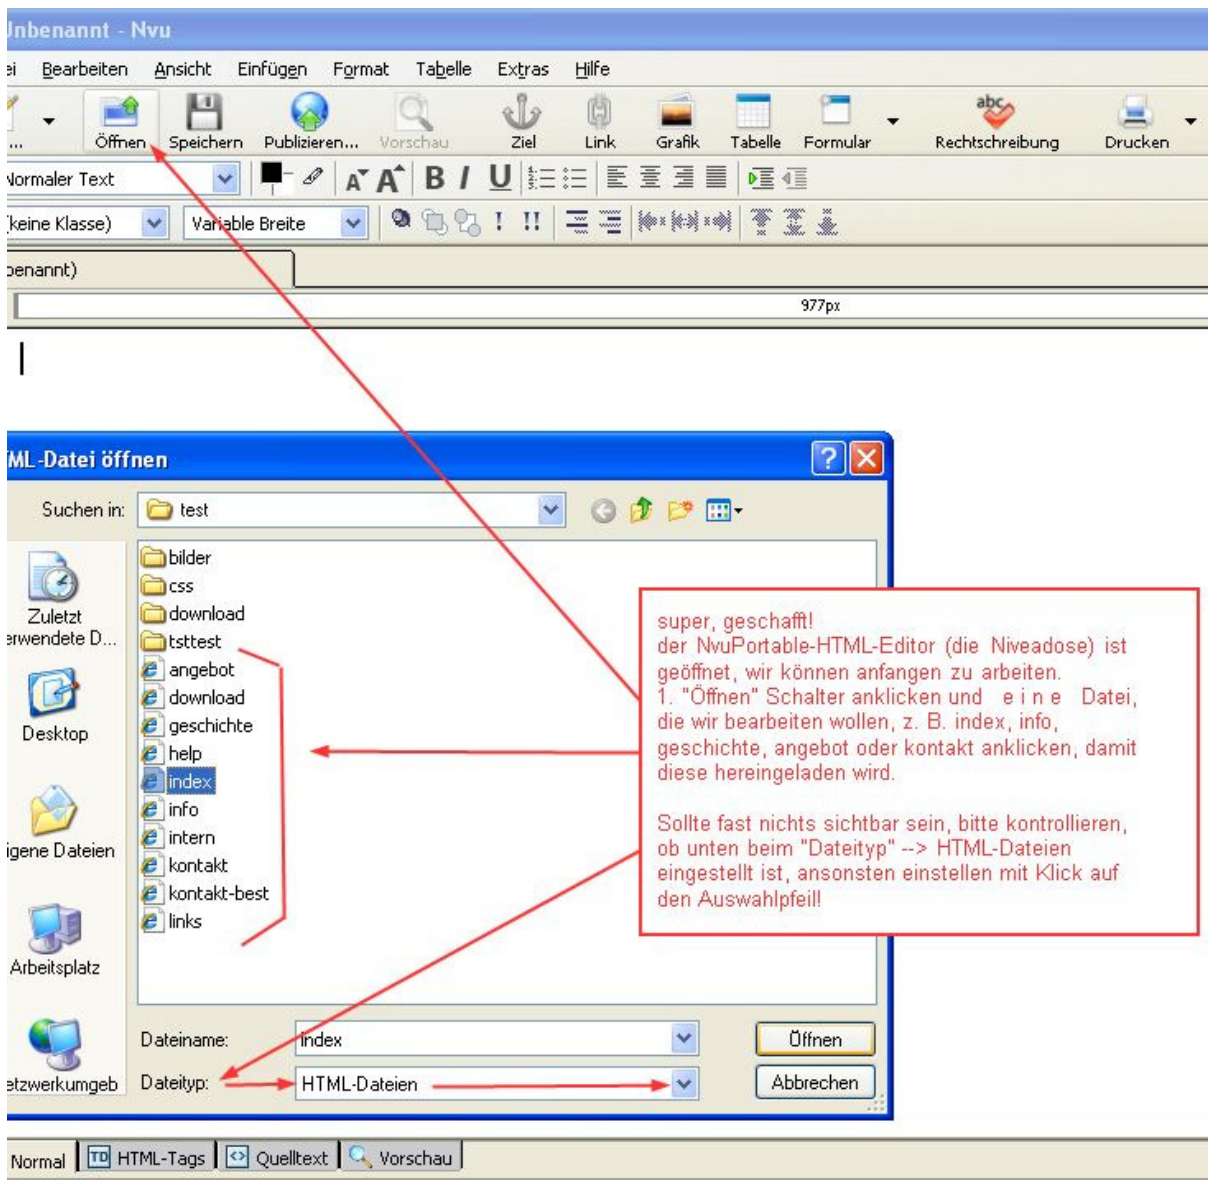 Unbenannt - Nvu
ei Bearbeiten Ansicht Einfügen Format Tabelle Extras Hilfe
... Öffnen Speichern Publizieren... Vorschau Ziel Link Grafik Tabelle Formular Rechtschreibung Drucken
Normaler Text
(keine Klasse) Variable Breite
benannt)
977px
ML-Datei öffnen
Suchen in: test
bilder
css
download
tsttest
angebot
download
geschichte
help
index
info
intern
kontakt
kontakt-best
links
Zuletzt
erwendete D...
Desktop
igene Dateien
Arbeitsplatz
etzwerkumgeb
super, geschafft!
der NvuPortable-HTML-Editor (die Niveadose) ist
geöffnet, wir können anfangen zu arbeiten.
1. "Öffnen" Schalter anklicken und e i n e Datei,
die wir bearbeiten wollen, z. B. index, info,
geschichte, angebot oder kontakt anklicken, damit
diese hereingeladen wird.
Sollte fast nichts sichtbar sein, bitte kontrollieren,
ob unten beim "Dateityp" --> HTML-Dateien
eingestellt ist, ansonsten einstellen mit Klick auf
den Auswahlpfeil!
Dateiname: index Öffnen
Dateityp: HTML-Dateien Abbrechen
Normal TD HTML-Tags Quelltext Vorschau